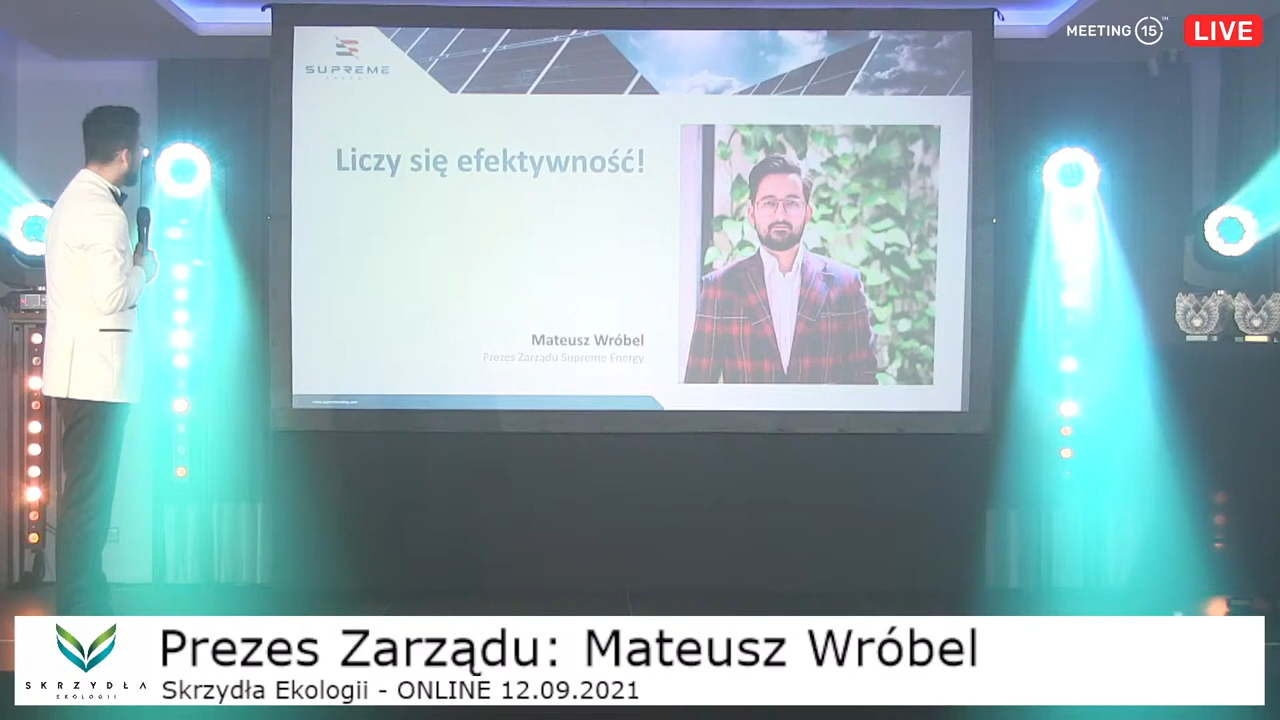 MEETING 15 TM
LIVE
SUPREME
Liczy się efektywność!
Mateusz Wróbel
Prezes Zarządu Supreme Energy
Prezes Zarządu: Mateusz Wróbel
SKRZYDŁA
EKOLOGII
Skrzydła Ekologii - ONLINE 12.09.2021